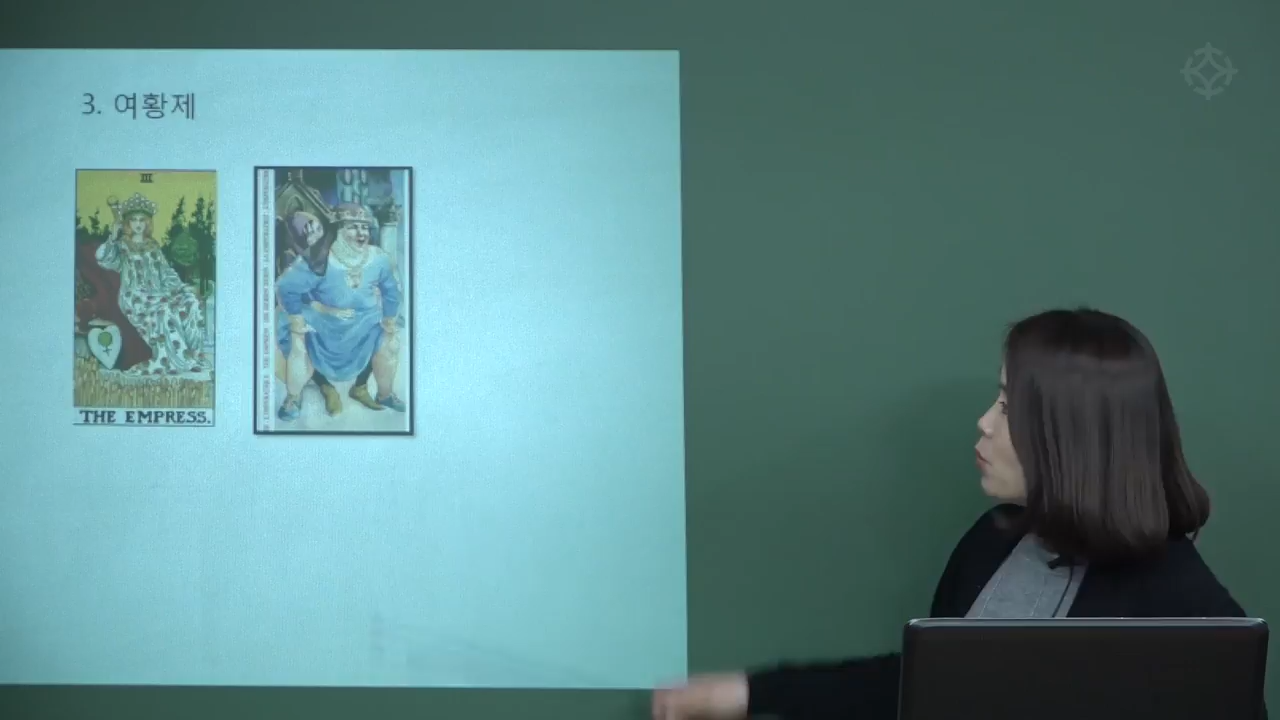 3. 여황제
III
THE EMPRESS.